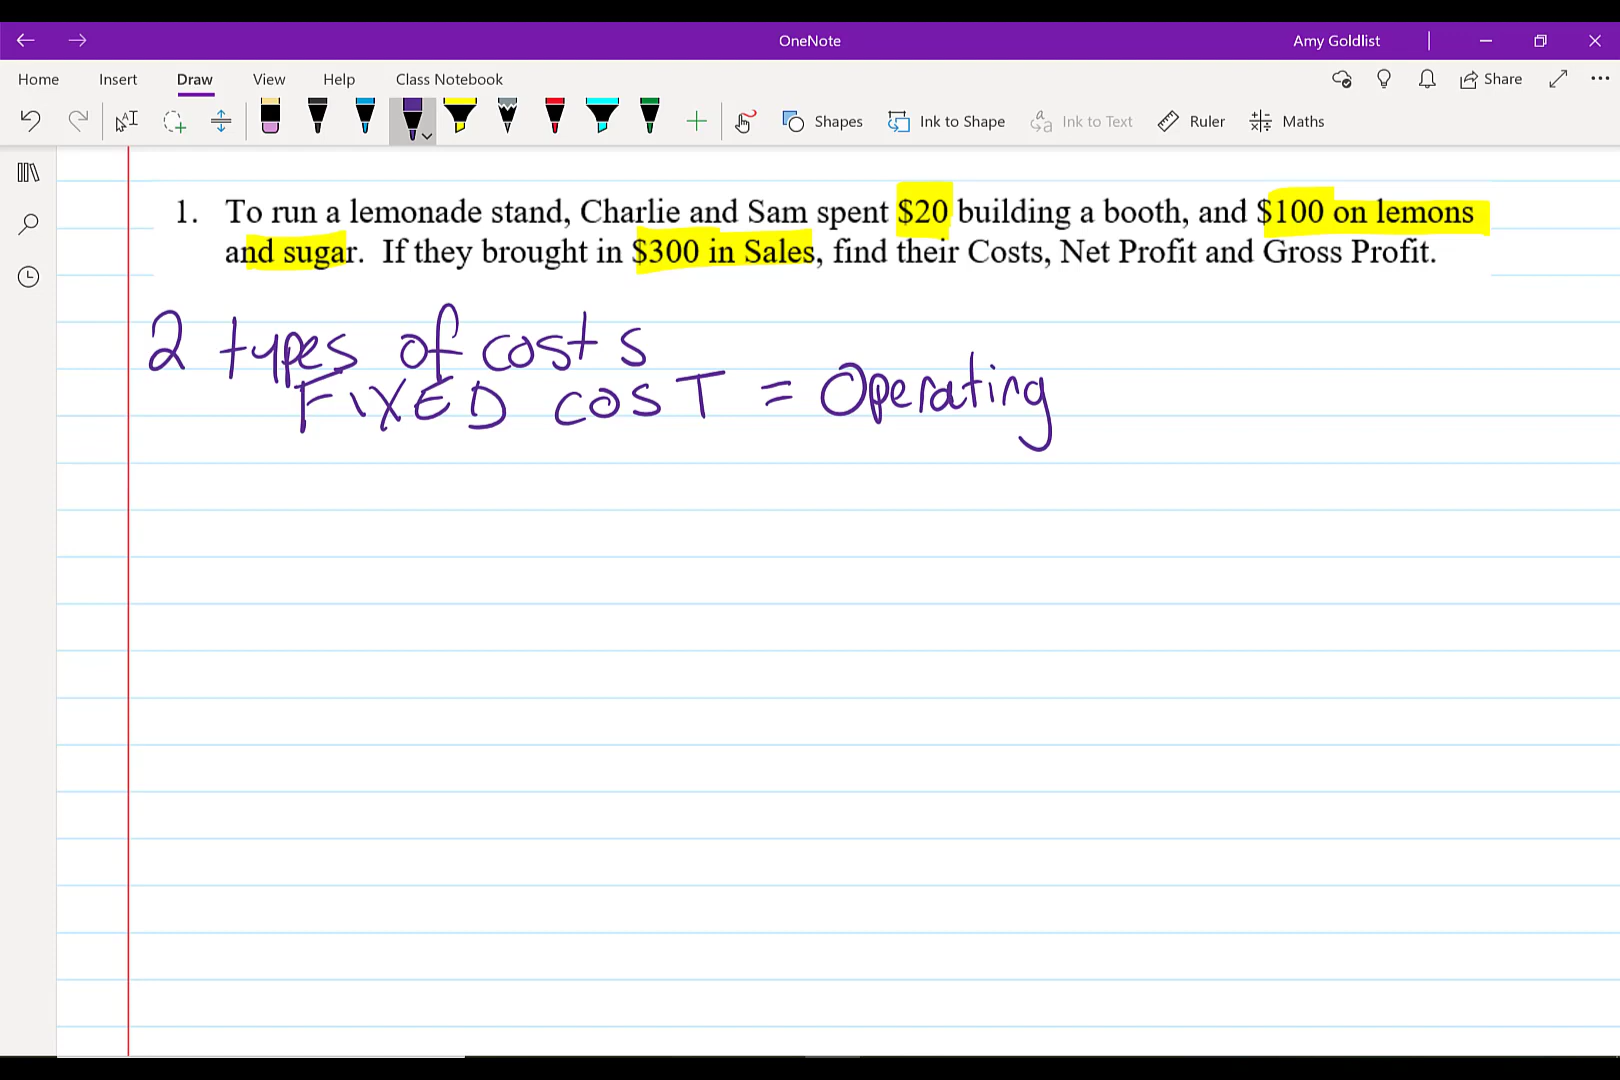 OneNote
Amy Goldlist
Home Insert Draw View Help Class Notebook
Share
Shapes Ink to Shape Ink to Text Ruler Maths
1. To run a lemonade stand, Charlie and Sam spent $20 building a booth, and $100 on lemons
and sugar. If they brought in $300 in Sales, find their Costs, Net Profit and Gross Profit.
2 types of costs
FIXED COST = Operating